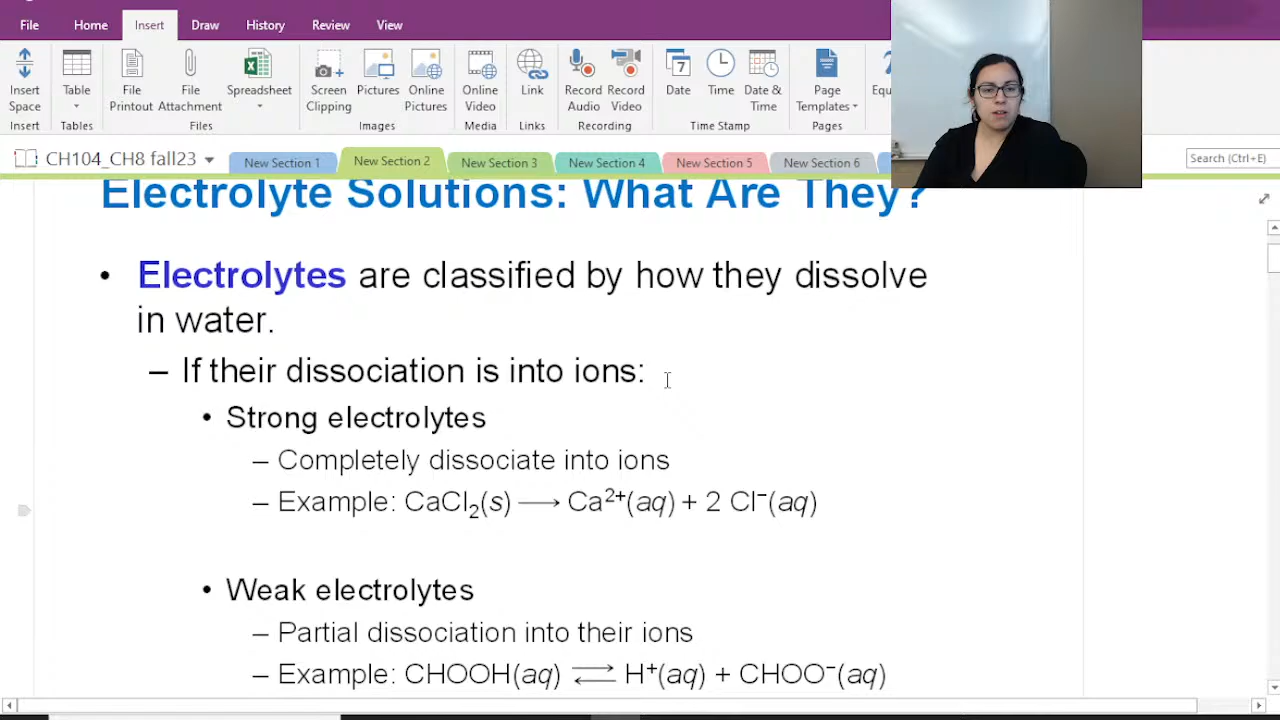 File Home Insert Draw History Review View
Insert Space Table File Printout File Attachment Spreadsheet Screen Clipping Pictures Online Pictures Online Video Link Record Audio Record Video Date Time Date & Time Page Templates
Insert Tables Files Images Media Links Recording Time Stamp Pages
CH104_CH8 fall23 New Section 1 New Section 2 New Section 3 New Section 4 New Section 5 New Section 6 Search (Ctrl+E)
Electrolyte Solutions: What Are They?
• Electrolytes are classified by how they dissolve
in water.
– If their dissociation is into ions:
• Strong electrolytes
– Completely dissociate into ions
– Example: CaCl₂(s) ⟶ Ca²⁺(aq) + 2 Cl⁻(aq)
• Weak electrolytes
– Partial dissociation into their ions
– Example: CHOOH(aq) ⇄ H⁺(aq) + CHOO⁻(aq)